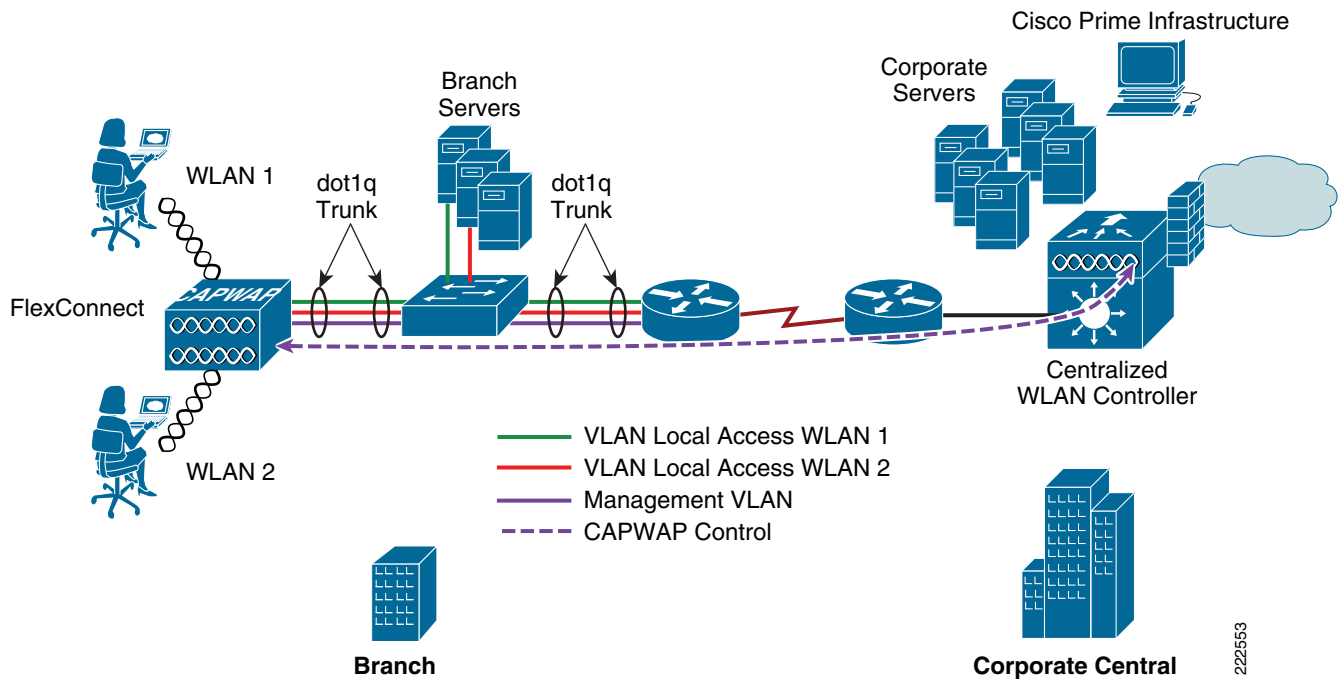 Cisco Prime Infrastructure
Corporate
Servers
Branch
Servers
WLAN 1
dot1q
Trunk
dot1q
Trunk
CAPWAP
FlexConnect
Centralized
WLAN Controller
WLAN 2
VLAN Local Access WLAN 1
VLAN Local Access WLAN 2
Management VLAN
CAPWAP Control
Branch
Corporate Central
222553